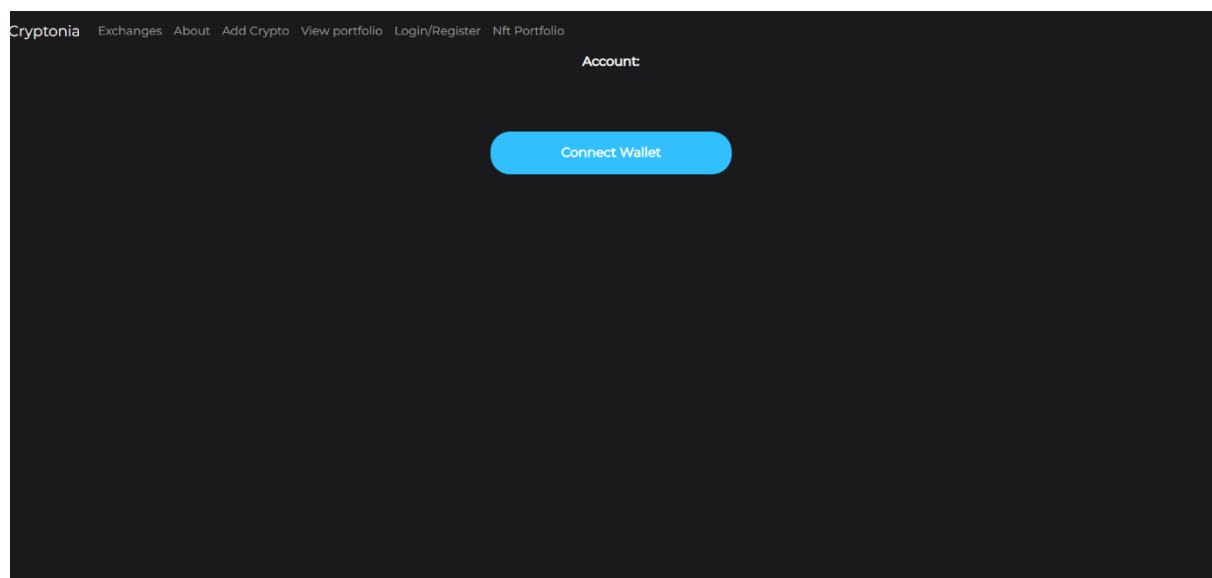 Cryptonia Exchanges About Add Crypto View portfolio Login/Register Nft Portfolio
Account:
Connect Wallet